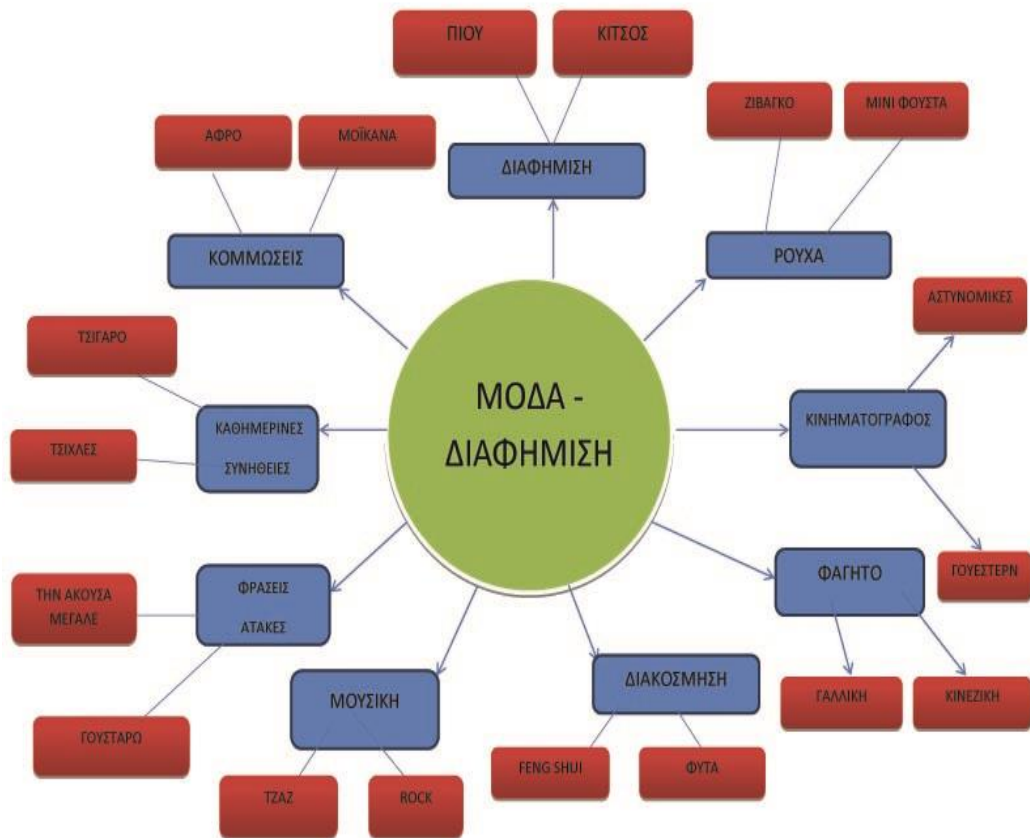 ΠΙΟΥ
ΚΙΤΣΟΣ
ΖΙΒΑΓΚΟ
ΜΙΝΙ ΦΟΥΣΤΑ
ΑΦΡΟ
ΜΟΪΚΑΝΑ
ΔΙΑΦΗΜΙΣΗ
ΚΟΜΜΩΣΕΙΣ
ΡΟΥΧΑ
ΑΣΤΥΝΟΜΙΚΕΣ
ΤΣΙΓΑΡΟ
ΜΟΔΑ -
ΔΙΑΦΗΜΙΣΗ
ΚΑΘΗΜΕΡΙΝΕΣ
ΣΥΝΗΘΕΙΕΣ
ΚΙΝΗΜΑΤΟΓΡΑΦΟΣ
ΤΣΙΧΛΕΣ
ΦΡΑΣΕΙΣ
ΑΤΑΚΕΣ
ΦΑΓΗΤΟ
ΓΟΥΕΣΤΕΡΝ
ΤΗΝ ΑΚΟΥΣΑ
ΜΕΓΑΛΕ
ΜΟΥΣΙΚΗ
ΔΙΑΚΟΣΜΗΣΗ
ΓΑΛΛΙΚΗ
ΚΙΝΕΖΙΚΗ
ΓΟΥΣΤΑΡΩ
FENG SHUI
ΦΥΤΑ
ΤΖΑΖ
ROCK